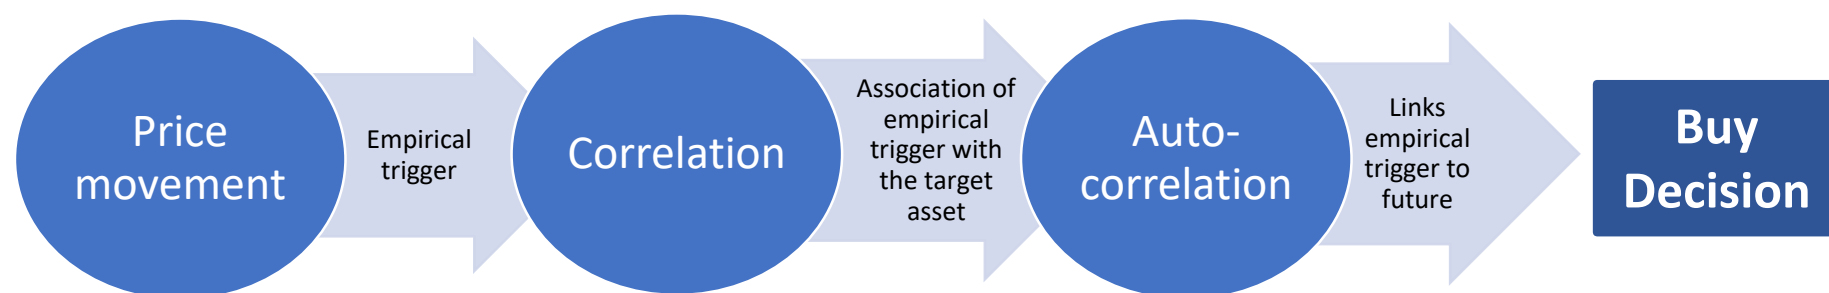 Price
movement
Empirical
trigger
Correlation
Association of
empirical
trigger with
the target
asset
Auto-
correlation
Links
empirical
trigger to
future
Buy
Decision